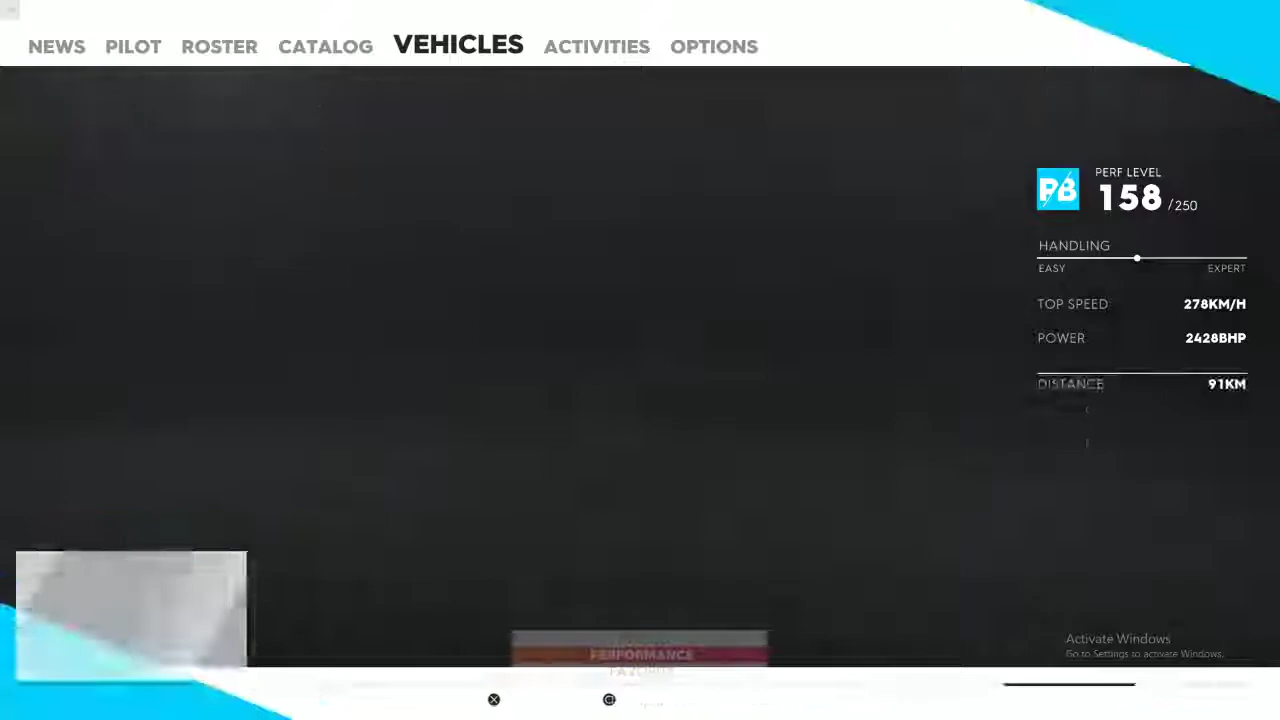 NEWS PILOT ROSTER CATALOG VEHICLES ACTIVITIES OPTIONS
PB
PERF LEVEL
158 /250
HANDLING
EASY EXPERT
TOP SPEED 278KM/H
POWER 2428BHP
DISTANCE 91KM
Activate Windows
Go to Settings to activate Windows.
PERFORMANCE